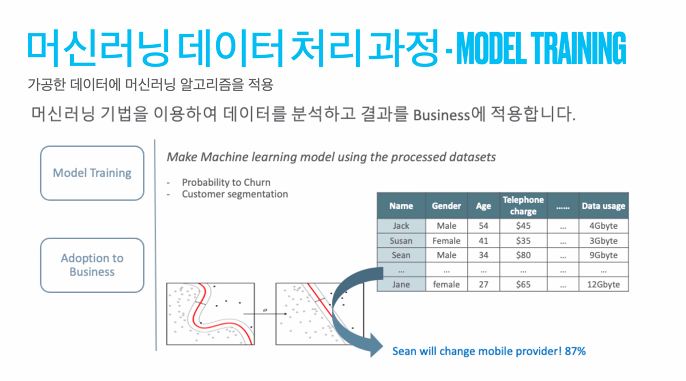 머신러닝 데이터 처리 과정 - MODEL TRAINING
가공한 데이터에 머신러닝 알고리즘을 적용
머신러닝 기법을 이용하여 데이터를 분석하고 결과를 Business에 적용합니다.
Model Training
Make Machine learning model using the processed datasets
- Probability to Churn
- Customer segmentation
Name Gender Age Telephone charge ...... Data usage
Jack Male 54 $45 ... 4Gbyte
Susan Female 41 $35 ... 3Gbyte
Sean Male 34 $80 ... 9Gbyte
... ... ... ... ... ...
Jane female 27 $65 ... 12Gbyte
Adoption to
Business
Sean will change mobile provider! 87%